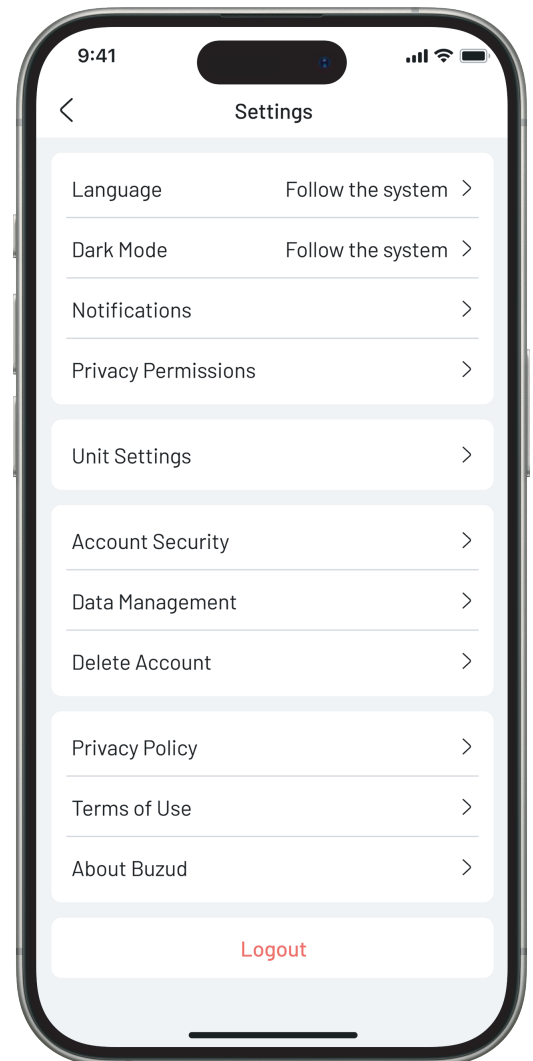 9:41
Settings
Language Follow the system
Dark Mode Follow the system
Notifications
Privacy Permissions
Unit Settings
Account Security
Data Management
Delete Account
Privacy Policy
Terms of Use
About Buzud
Logout